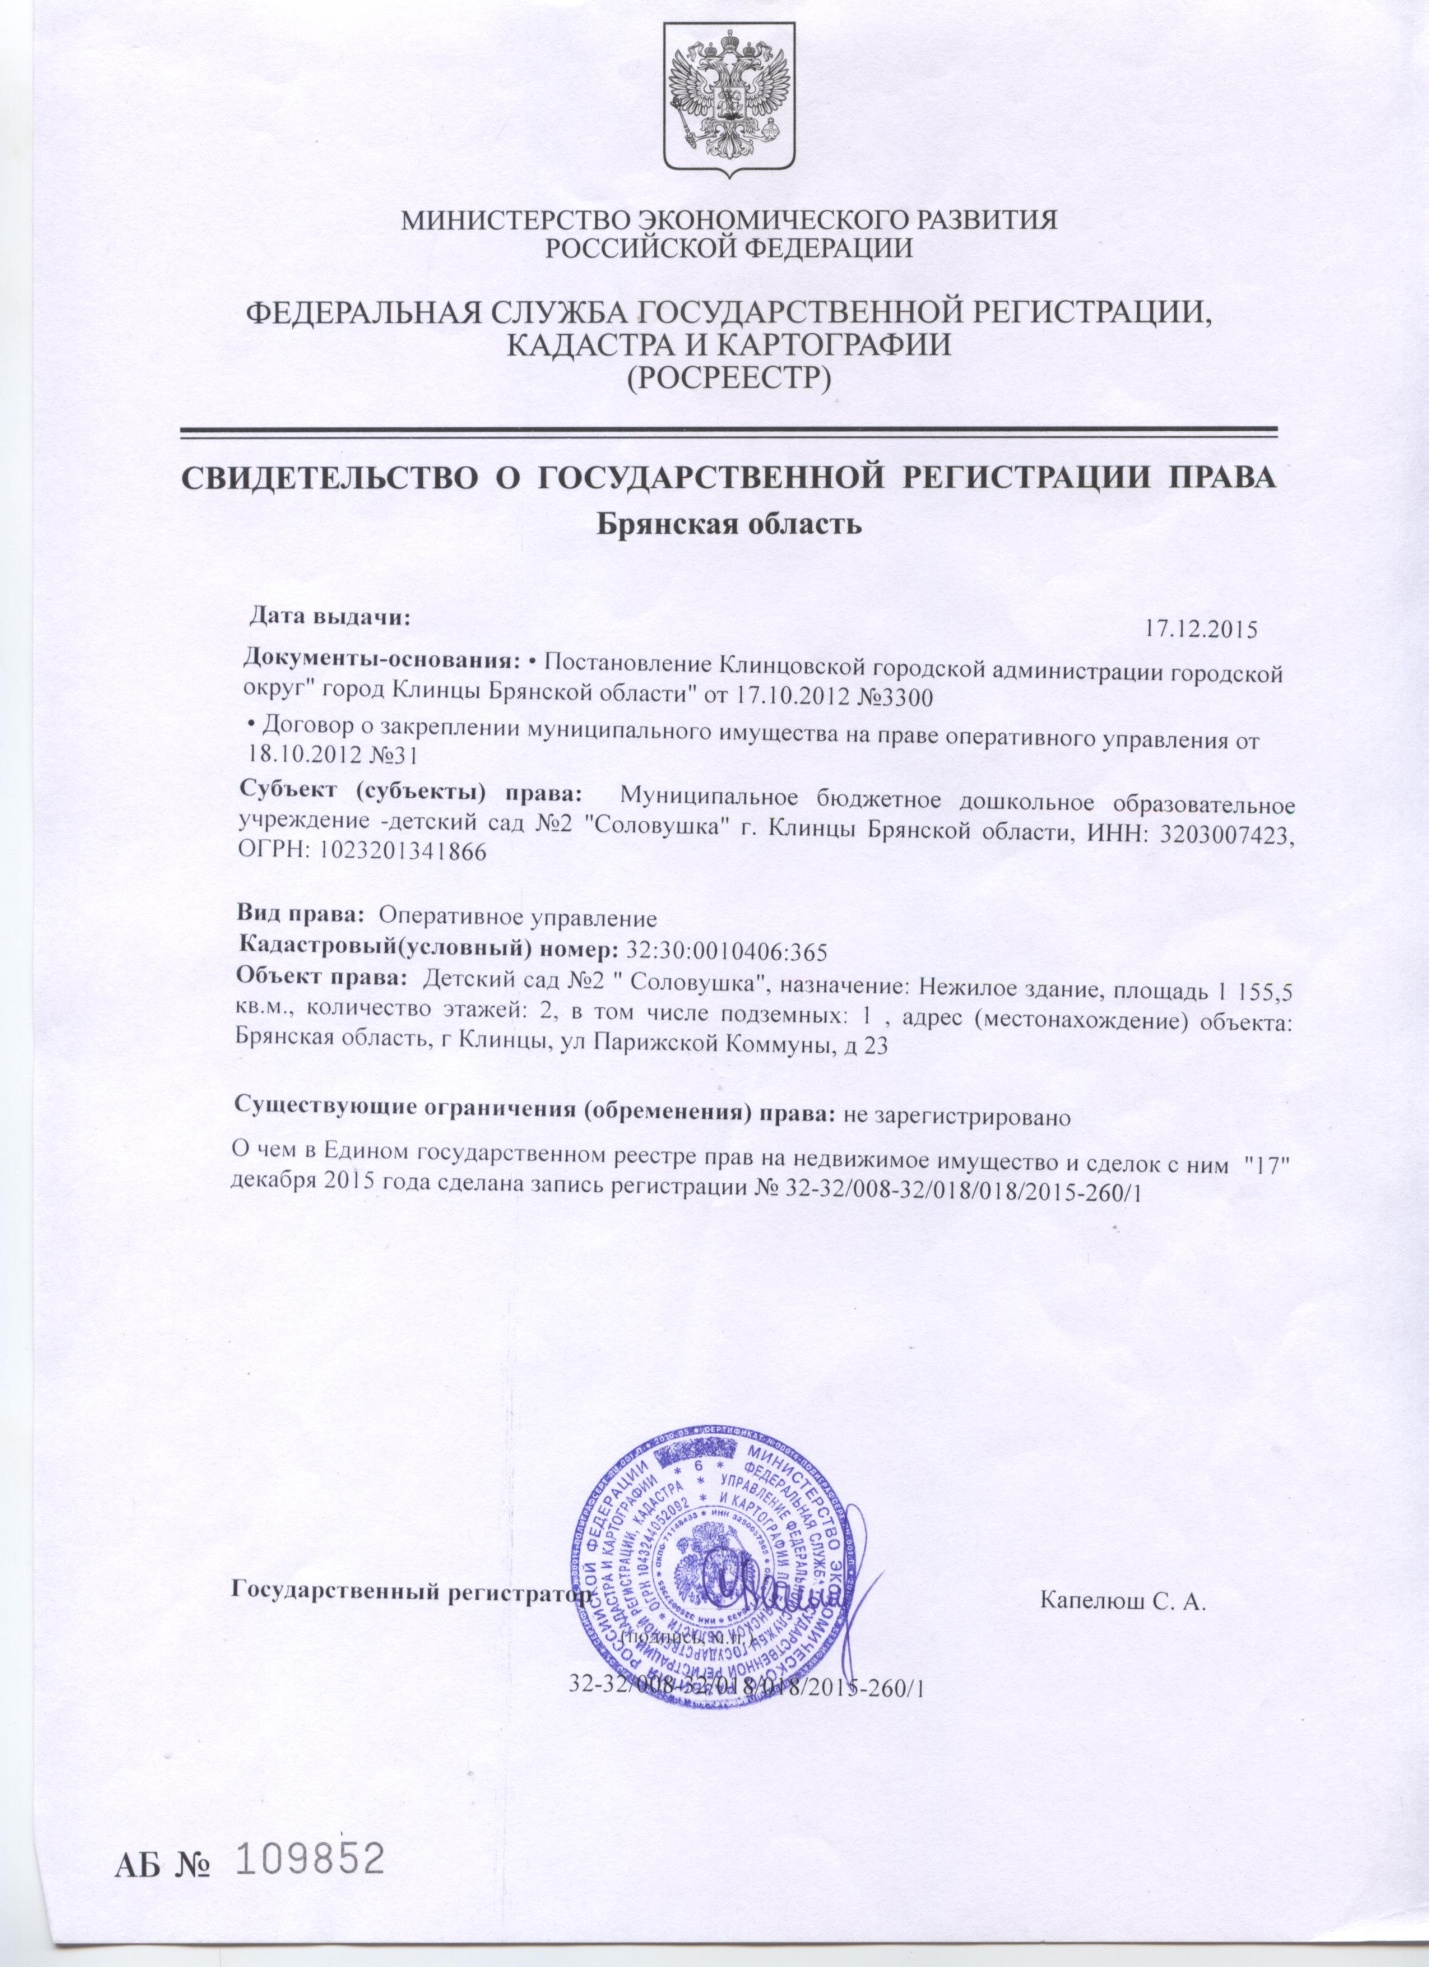 МИНИСТЕРСТВО ЭКОНОМИЧЕСКОГО РАЗВИТИЯ
РОССИЙСКОЙ ФЕДЕРАЦИИ
ФЕДЕРАЛЬНАЯ СЛУЖБА ГОСУДАРСТВЕННОЙ РЕГИСТРАЦИИ,
КАДАСТРА И КАРТОГРАФИИ
(РОСРЕЕСТР)
СВИДЕТЕЛЬСТВО О ГОСУДАРСТВЕННОЙ РЕГИСТРАЦИИ ПРАВА
Брянская область
Дата выдачи: 17.12.2015
Документы-основания: • Постановление Клинцовской городской администрации городской
округ" город Клинцы Брянской области" от 17.10.2012 №3300
• Договор о закреплении муниципального имущества на праве оперативного управления от
18.10.2012 №31
Субъект (субъекты) права: Муниципальное бюджетное дошкольное образовательное
учреждение -детский сад №2 "Соловушка" г. Клинцы Брянской области, ИНН: 3203007423,
ОГРН: 1023201341866
Вид права: Оперативное управление
Кадастровый(условный) номер: 32:30:0010406:365
Объект права: Детский сад №2 " Соловушка", назначение: Нежилое здание, площадь 1 155,5
кв.м., количество этажей: 2, в том числе подземных: 1 , адрес (местонахождение) объекта:
Брянская область, г Клинцы, ул Парижской Коммуны, д 23
Существующие ограничения (обременения) права: не зарегистрировано
О чем в Едином государственном реестре прав на недвижимое имущество и сделок с ним "17"
декабря 2015 года сделана запись регистрации № 32-32/008-32/018/018/2015-260/1
Государственный регистратор
Капелюш С. А.
(подпись, м.п.)
32-32/008-32/018/018/2015-260/1
АБ № 109852